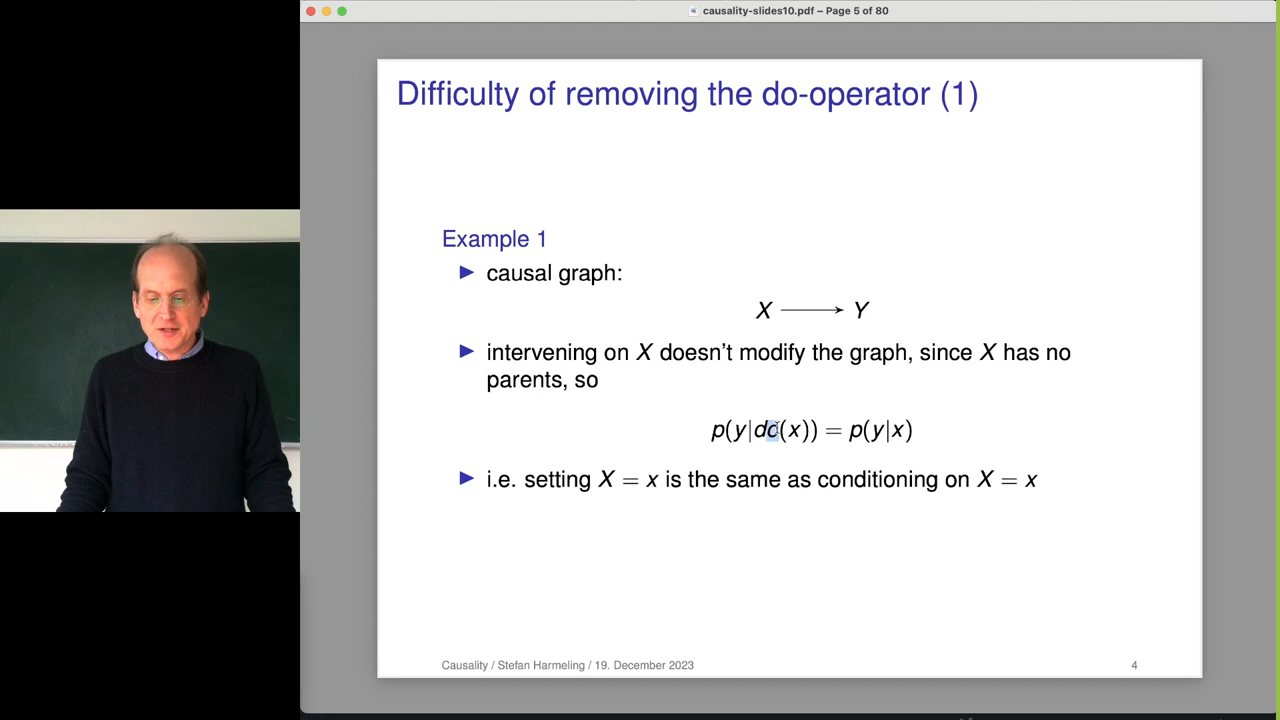 causality-slides10.pdf – Page 5 of 80
Difficulty of removing the do-operator (1)
Example 1
▶ causal graph:
X ⟶ Y
▶ intervening on X doesn't modify the graph, since X has no
parents, so
p(y|do(x)) = p(y|x)
▶ i.e. setting X = x is the same as conditioning on X = x
Causality / Stefan Harmeling / 19. December 2023
4